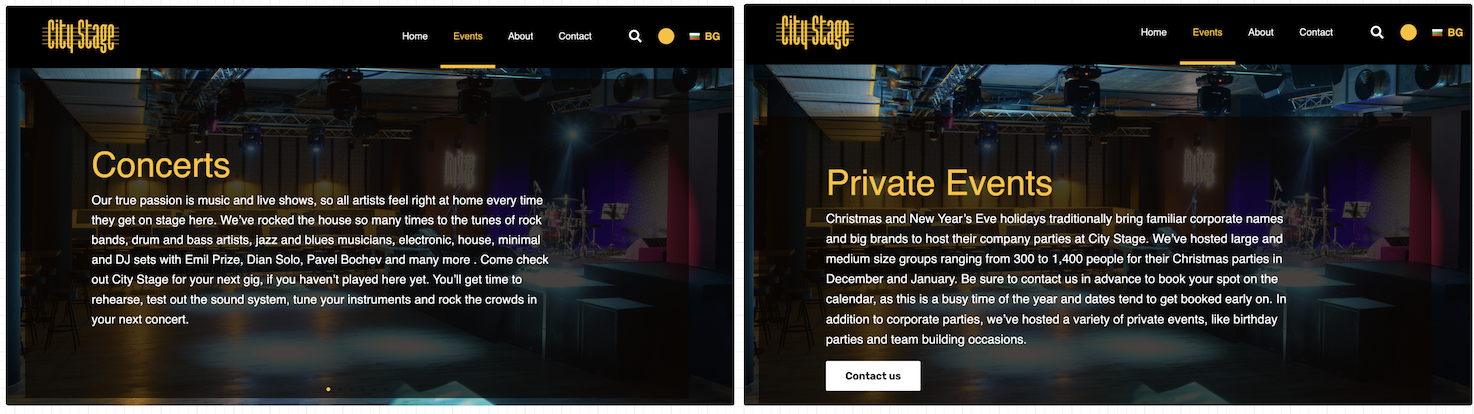 City Stage
Home Events About Contact BG
Concerts
Our true passion is music and live shows, so all artists feel right at home every time
they get on stage here. We've rocked the house so many times to the tunes of rock
bands, drum and bass artists, jazz and blues musicians, electronic, house, minimal
and DJ sets with Emil Prize, Dian Solo, Pavel Bochev and many more . Come check
out City Stage for your next gig, if you haven't played here yet. You'll get time to
rehearse, test out the sound system, tune your instruments and rock the crowds in
your next concert.
City Stage
Home Events About Contact BG
Private Events
Christmas and New Year's Eve holidays traditionally bring familiar corporate names
and big brands to host their company parties at City Stage. We've hosted large and
medium size groups ranging from 300 to 1,400 people for their Christmas parties in
December and January. Be sure to contact us in advance to book your spot on the
calendar, as this is a busy time of the year and dates tend to get booked early on. In
addition to corporate parties, we've hosted a variety of private events, like birthday
parties and team building occasions.
Contact us